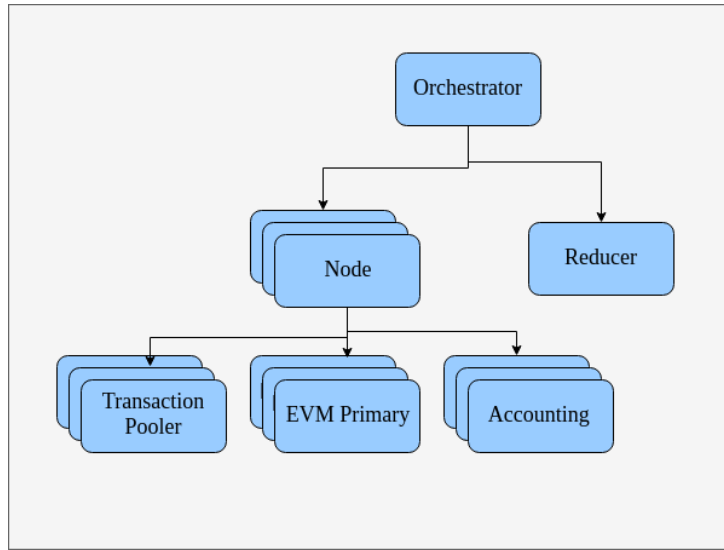 Orchestrator
Node
Reducer
Transaction
Pooler
EVM Primary
Accounting